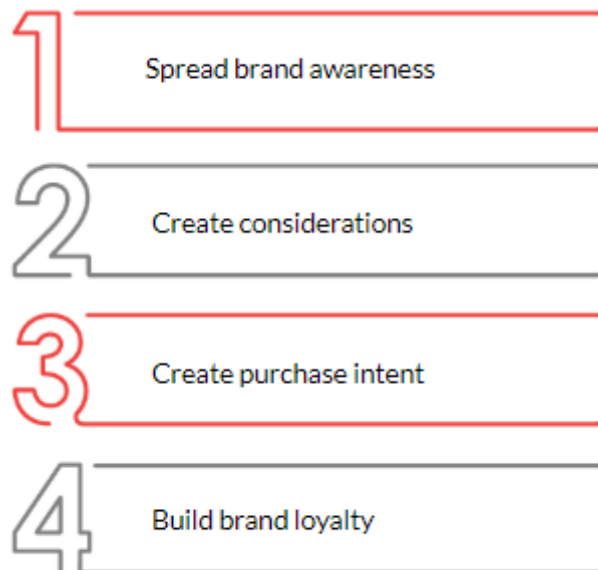 1 Spread brand awareness
2 Create considerations
3 Create purchase intent
4 Build brand loyalty